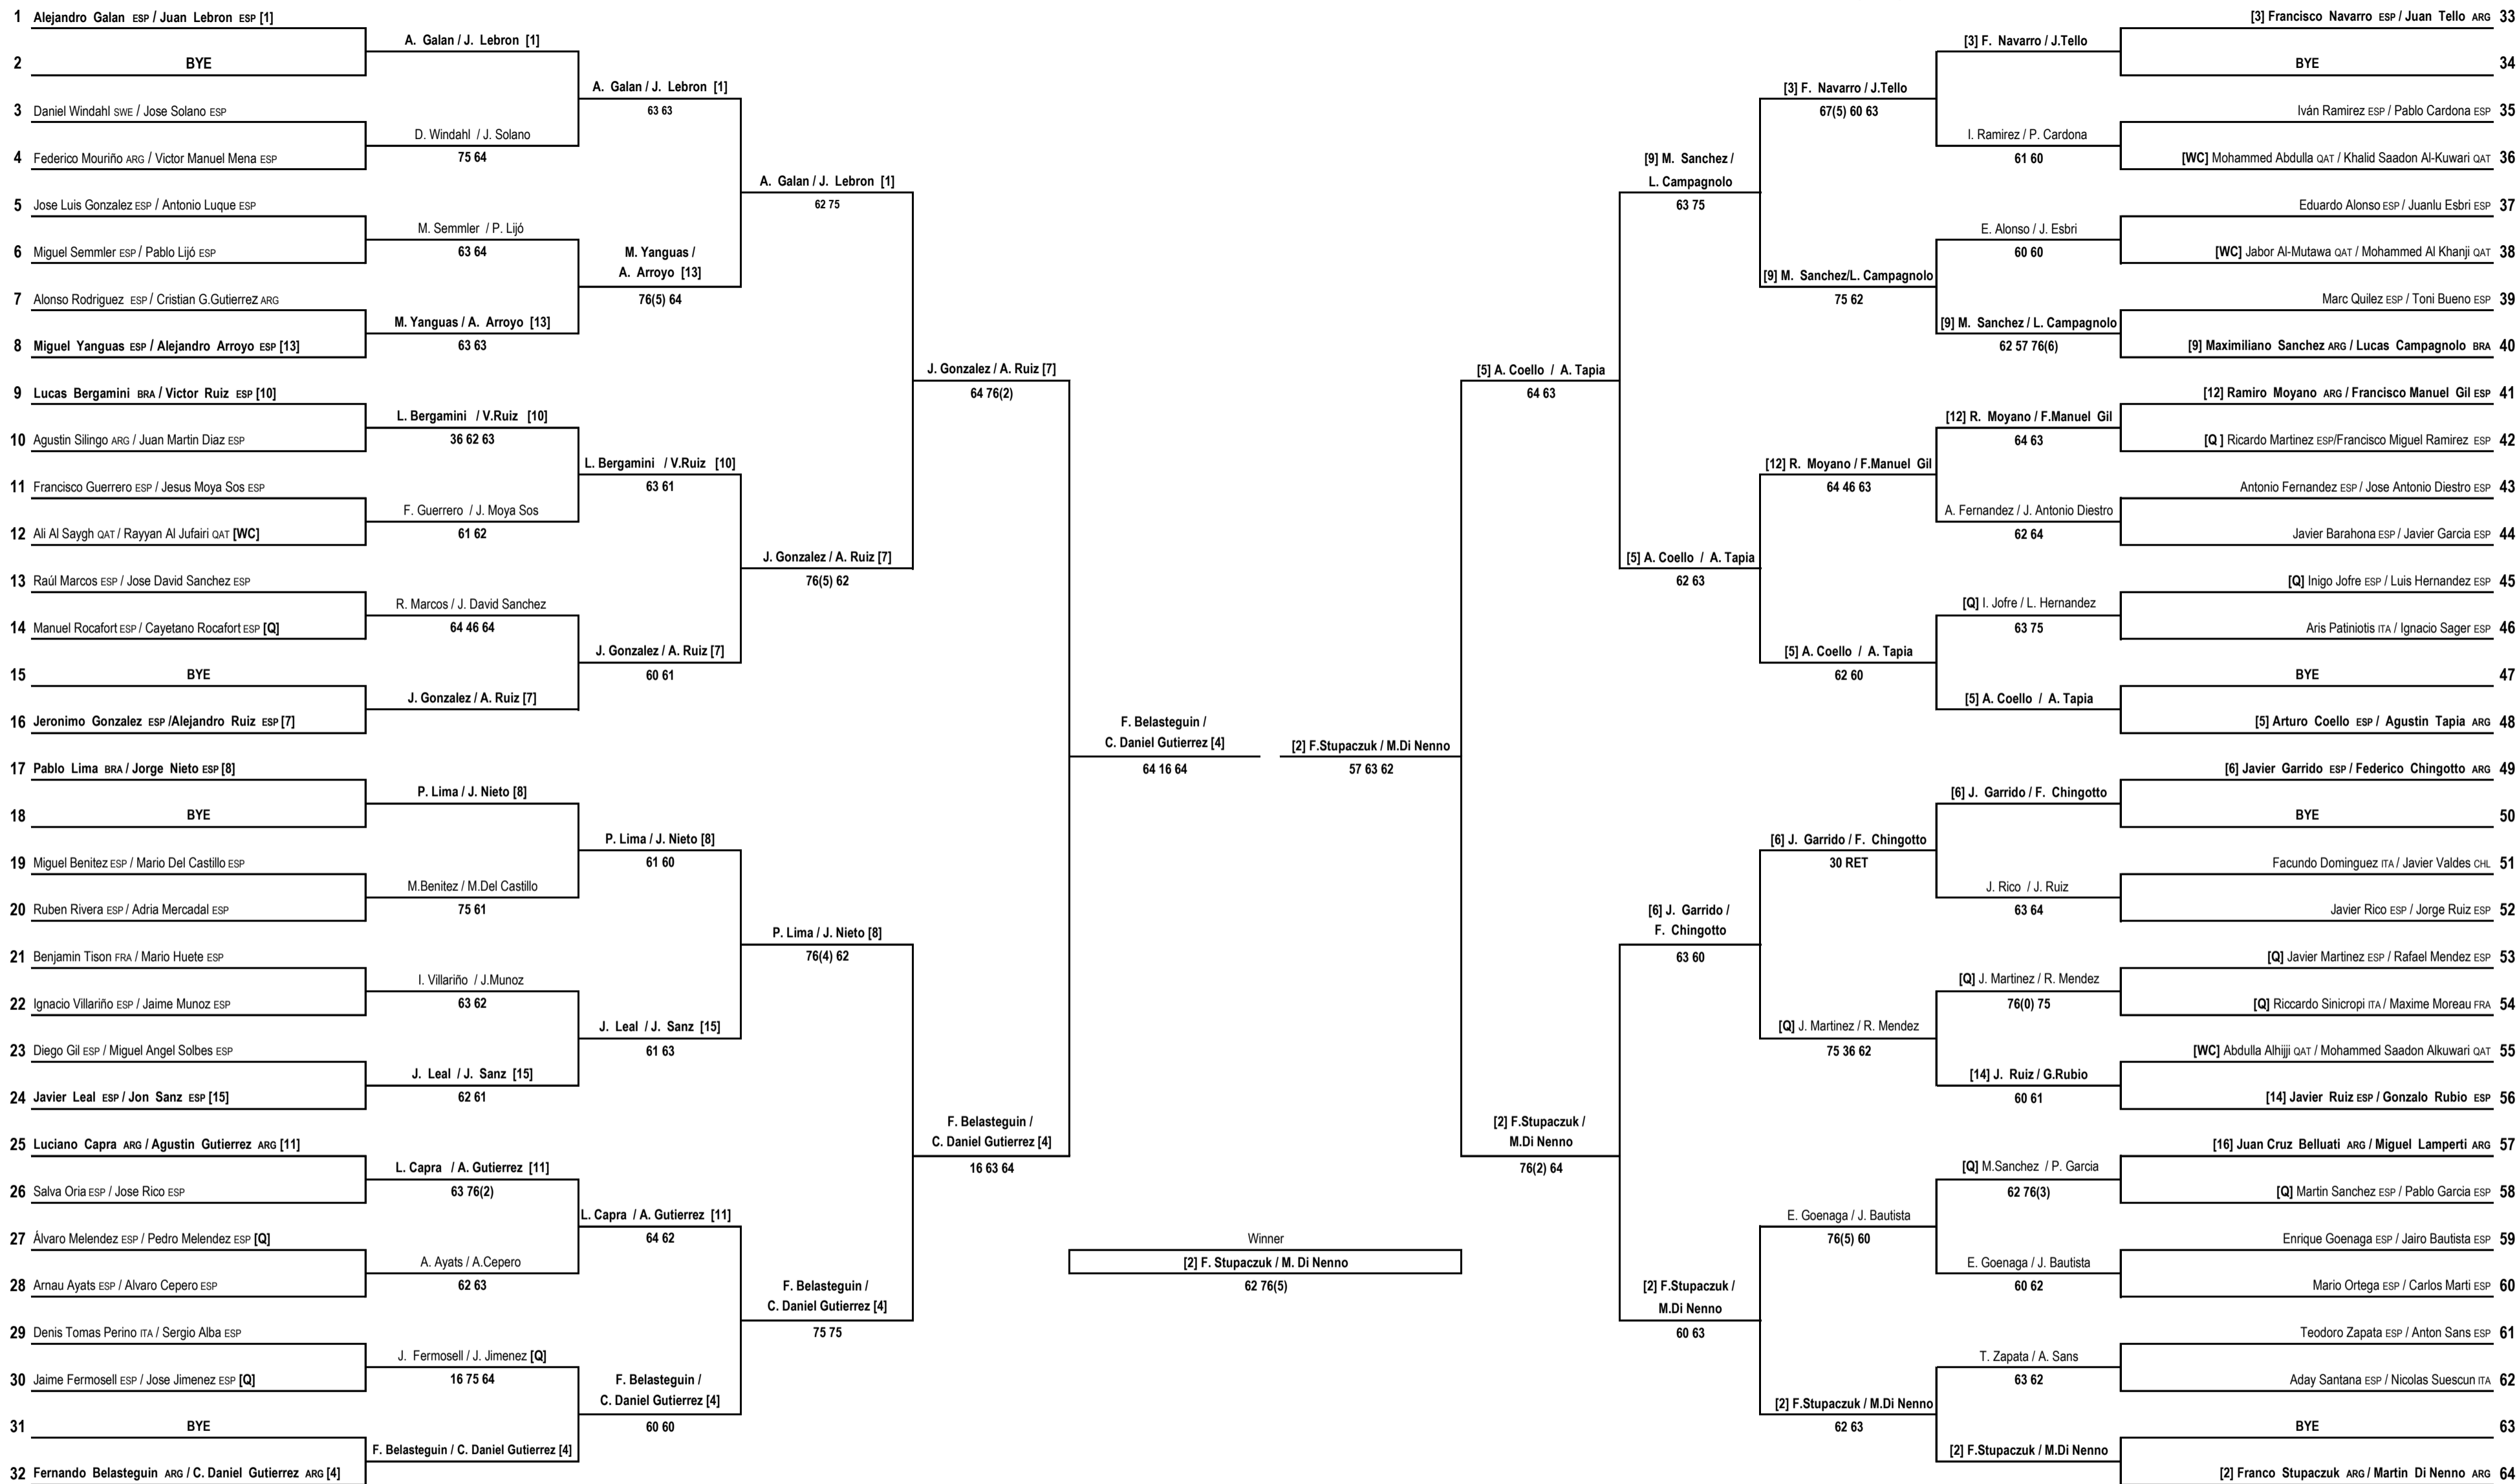 1 Alejandro Galan ESP / Juan Lebron ESP [1]
2 BYE
3 Daniel Windahl SWE / Jose Solano ESP
4 Federico Mouriño ARG / Victor Manuel Mena ESP
5 Jose Luis Gonzalez ESP / Antonio Luque ESP
6 Miguel Semmler ESP / Pablo Lijó ESP
7 Alonso Rodriguez ESP / Cristian G.Gutierrez ARG
8 Miguel Yanguas ESP / Alejandro Arroyo ESP [13]
9 Lucas Bergamini BRA / Victor Ruiz ESP [10]
10 Agustin Silingo ARG / Juan Martin Diaz ESP
11 Francisco Guerrero ESP / Jesus Moya Sos ESP
12 Ali Al Saygh QAT / Rayyan Al Jufairi QAT [WC]
13 Raúl Marcos ESP / Jose David Sanchez ESP
14 Manuel Rocafort ESP / Cayetano Rocafort ESP [Q]
15 BYE
16 Jeronimo Gonzalez ESP /Alejandro Ruiz ESP [7]
17 Pablo Lima BRA / Jorge Nieto ESP [8]
18 BYE
19 Miguel Benitez ESP / Mario Del Castillo ESP
20 Ruben Rivera ESP / Adria Mercadal ESP
21 Benjamin Tison FRA / Mario Huete ESP
22 Ignacio Villariño ESP / Jaime Munoz ESP
23 Diego Gil ESP / Miguel Angel Solbes ESP
24 Javier Leal ESP / Jon Sanz ESP [15]
25 Luciano Capra ARG / Agustin Gutierrez ARG [11]
26 Salva Oria ESP / Jose Rico ESP
27 Álvaro Melendez ESP / Pedro Melendez ESP [Q]
28 Arnau Ayats ESP / Alvaro Cepero ESP
29 Denis Tomas Perino ITA / Sergio Alba ESP
30 Jaime Fermosell ESP / Jose Jimenez ESP [Q]
31 BYE
32 Fernando Belasteguin ARG / C. Daniel Gutierrez ARG [4]
A. Galan / J. Lebron [1]
D. Windahl / J. Solano
75 64
M. Semmler / P. Lijó
63 64
M. Yanguas / A. Arroyo [13]
63 63
L. Bergamini / V.Ruiz [10]
36 62 63
F. Guerrero / J. Moya Sos
61 62
R. Marcos / J. David Sanchez
64 46 64
J. Gonzalez / A. Ruiz [7]
P. Lima / J. Nieto [8]
M.Benitez / M.Del Castillo
75 61
I. Villariño / J.Munoz
63 62
J. Leal / J. Sanz [15]
62 61
L. Capra / A. Gutierrez [11]
63 76(2)
A. Ayats / A.Cepero
62 63
J. Fermosell / J. Jimenez [Q]
16 75 64
F. Belasteguin / C. Daniel Gutierrez [4]
A. Galan / J. Lebron [1]
63 63
M. Yanguas /
A. Arroyo [13]
76(5) 64
L. Bergamini / V.Ruiz [10]
63 61
J. Gonzalez / A. Ruiz [7]
60 61
P. Lima / J. Nieto [8]
61 60
J. Leal / J. Sanz [15]
61 63
L. Capra / A. Gutierrez [11]
64 62
F. Belasteguin /
C. Daniel Gutierrez [4]
60 60
A. Galan / J. Lebron [1]
62 75
J. Gonzalez / A. Ruiz [7]
76(5) 62
P. Lima / J. Nieto [8]
76(4) 62
F. Belasteguin /
C. Daniel Gutierrez [4]
75 75
J. Gonzalez / A. Ruiz [7]
64 76(2)
F. Belasteguin /
C. Daniel Gutierrez [4]
16 63 64
F. Belasteguin /
C. Daniel Gutierrez [4]
64 16 64
Winner
[2] F. Stupaczuk / M. Di Nenno
62 76(5)
[2] F.Stupaczuk / M.Di Nenno
57 63 62
[5] A. Coello / A. Tapia
64 63
[2] F.Stupaczuk /
M.Di Nenno
76(2) 64
[9] M. Sanchez /
L. Campagnolo
63 75
[5] A. Coello / A. Tapia
62 63
[6] J. Garrido /
F. Chingotto
63 60
[2] F.Stupaczuk /
M.Di Nenno
60 63
[3] F. Navarro / J.Tello
67(5) 60 63
[9] M. Sanchez/L. Campagnolo
75 62
[12] R. Moyano / F.Manuel Gil
64 46 63
[5] A. Coello / A. Tapia
62 60
[6] J. Garrido / F. Chingotto
30 RET
[Q] J. Martinez / R. Mendez
75 36 62
E. Goenaga / J. Bautista
76(5) 60
[2] F.Stupaczuk / M.Di Nenno
62 63
[3] F. Navarro / J.Tello
I. Ramirez / P. Cardona
61 60
E. Alonso / J. Esbri
60 60
[9] M. Sanchez / L. Campagnolo
62 57 76(6)
[12] R. Moyano / F.Manuel Gil
64 63
A. Fernandez / J. Antonio Diestro
62 64
[Q] I. Jofre / L. Hernandez
63 75
[5] A. Coello / A. Tapia
[6] J. Garrido / F. Chingotto
J. Rico / J. Ruiz
63 64
[Q] J. Martinez / R. Mendez
76(0) 75
[14] J. Ruiz / G.Rubio
60 61
[Q] M.Sanchez / P. Garcia
62 76(3)
E. Goenaga / J. Bautista
60 62
T. Zapata / A. Sans
63 62
[2] F.Stupaczuk / M.Di Nenno
[3] Francisco Navarro ESP / Juan Tello ARG 33
BYE 34
Iván Ramirez ESP / Pablo Cardona ESP 35
[WC] Mohammed Abdulla QAT / Khalid Saadon Al-Kuwari QAT 36
Eduardo Alonso ESP / Juanlu Esbri ESP 37
[WC] Jabor Al-Mutawa QAT / Mohammed Al Khanji QAT 38
Marc Quilez ESP / Toni Bueno ESP 39
[9] Maximiliano Sanchez ARG / Lucas Campagnolo BRA 40
[12] Ramiro Moyano ARG / Francisco Manuel Gil ESP 41
[Q ] Ricardo Martinez ESP/Francisco Miguel Ramirez ESP 42
Antonio Fernandez ESP / Jose Antonio Diestro ESP 43
Javier Barahona ESP / Javier Garcia ESP 44
[Q] Inigo Jofre ESP / Luis Hernandez ESP 45
Aris Patiniotis ITA / Ignacio Sager ESP 46
BYE 47
[5] Arturo Coello ESP / Agustin Tapia ARG 48
[6] Javier Garrido ESP / Federico Chingotto ARG 49
BYE 50
Facundo Dominguez ITA / Javier Valdes CHL 51
Javier Rico ESP / Jorge Ruiz ESP 52
[Q] Javier Martinez ESP / Rafael Mendez ESP 53
[Q] Riccardo Sinicropi ITA / Maxime Moreau FRA 54
[WC] Abdulla Alhijji QAT / Mohammed Saadon Alkuwari QAT 55
[14] Javier Ruiz ESP / Gonzalo Rubio ESP 56
[16] Juan Cruz Belluati ARG / Miguel Lamperti ARG 57
[Q] Martin Sanchez ESP / Pablo Garcia ESP 58
Enrique Goenaga ESP / Jairo Bautista ESP 59
Mario Ortega ESP / Carlos Marti ESP 60
Teodoro Zapata ESP / Anton Sans ESP 61
Aday Santana ESP / Nicolas Suescun ITA 62
BYE 63
[2] Franco Stupaczuk ARG / Martin Di Nenno ARG 64